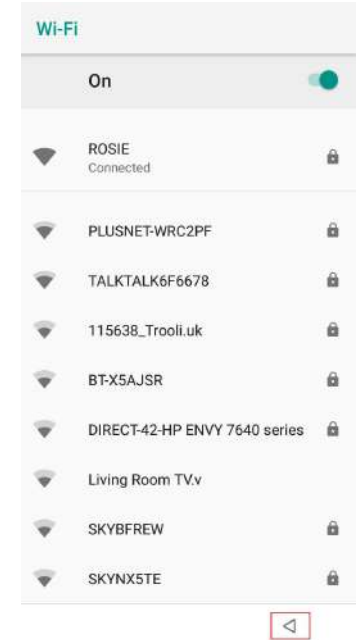 Wi-Fi
On
ROSIE
Connected
PLUSNET-WRC2PF
TALKTALK6F6678
115638_Trooli.uk
BT-X5AJSR
DIRECT-42-HP ENVY 7640 series
Living Room TV.v
SKYBFREW
SKYNX5TE